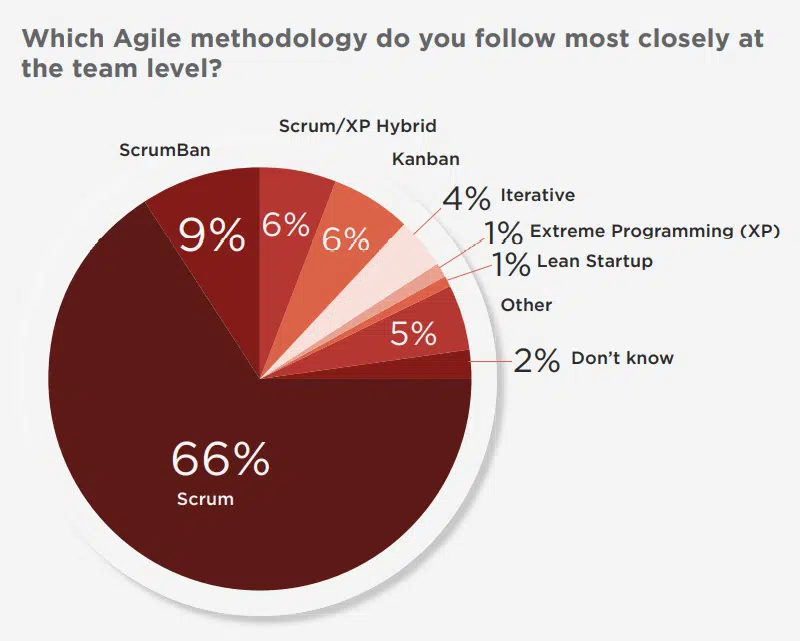 Which Agile methodology do you follow most closely at
the team level?
Scrum/XP Hybrid
ScrumBan
Kanban
4% Iterative
9%
6%
6%
1% Extreme Programming (XP)
1% Lean Startup
Other
5%
2% Don't know
66%
Scrum